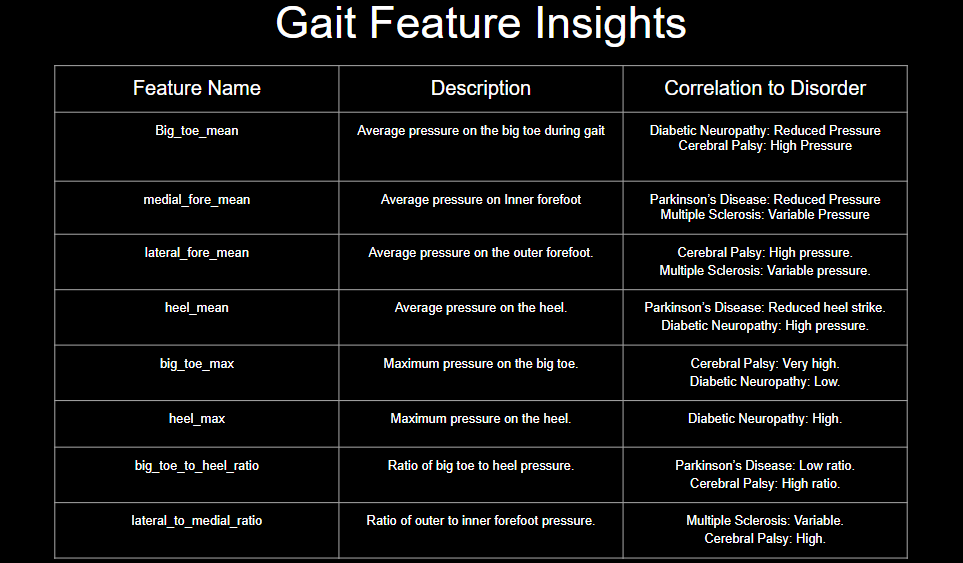 Gait Feature Insights
Feature Name Description Correlation to Disorder
Big_toe_mean Average pressure on the big toe during gait Diabetic Neuropathy: Reduced Pressure
Cerebral Palsy: High Pressure
medial_fore_mean Average pressure on Inner forefoot Parkinson's Disease: Reduced Pressure
Multiple Sclerosis: Variable Pressure
lateral_fore_mean Average pressure on the outer forefoot. Cerebral Palsy: High pressure.
Multiple Sclerosis: Variable pressure.
heel_mean Average pressure on the heel. Parkinson's Disease: Reduced heel strike.
Diabetic Neuropathy: High pressure.
big_toe_max Maximum pressure on the big toe. Cerebral Palsy: Very high.
Diabetic Neuropathy: Low.
heel_max Maximum pressure on the heel. Diabetic Neuropathy: High.
big_toe_to_heel_ratio Ratio of big toe to heel pressure. Parkinson's Disease: Low ratio.
Cerebral Palsy: High ratio.
lateral_to_medial_ratio Ratio of outer to inner forefoot pressure. Multiple Sclerosis: Variable.
Cerebral Palsy: High.